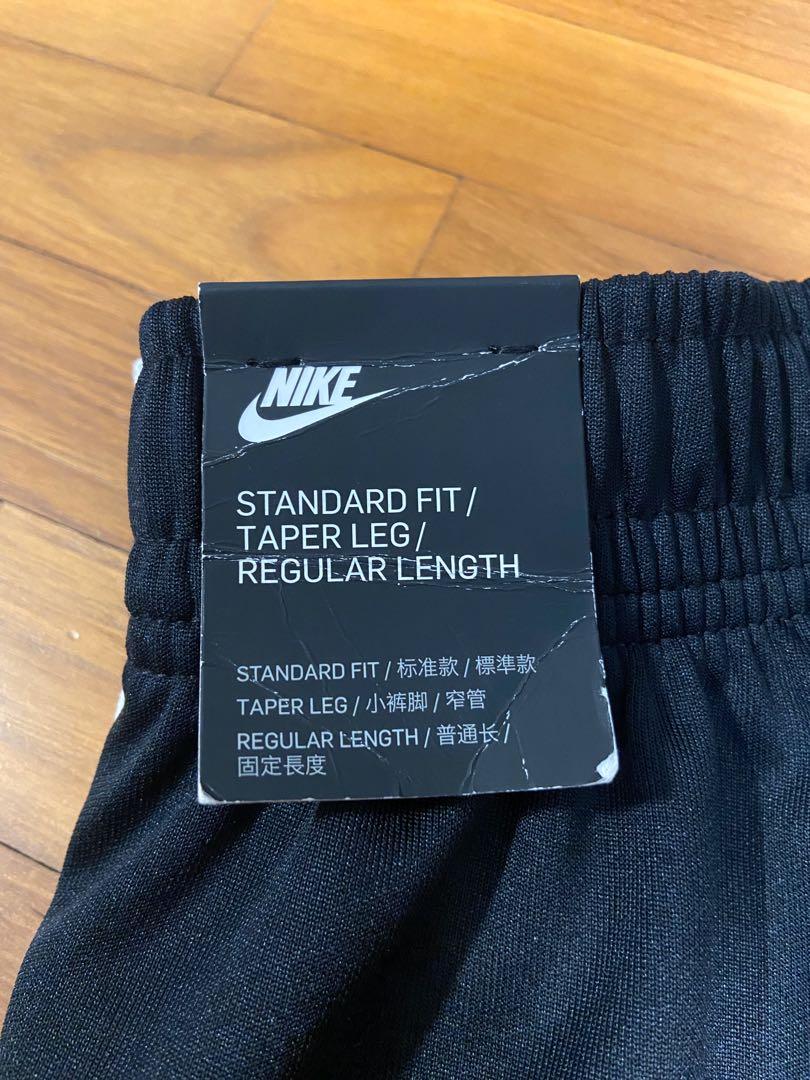 NIKE
STANDARD FIT /
TAPER LEG /
REGULAR LENGTH
STANDARD FIT / 标准款 / 標準款
TAPER LEG / 小裤脚 / 窄管
REGULAR LENGTH / 普通长 /
固定長度